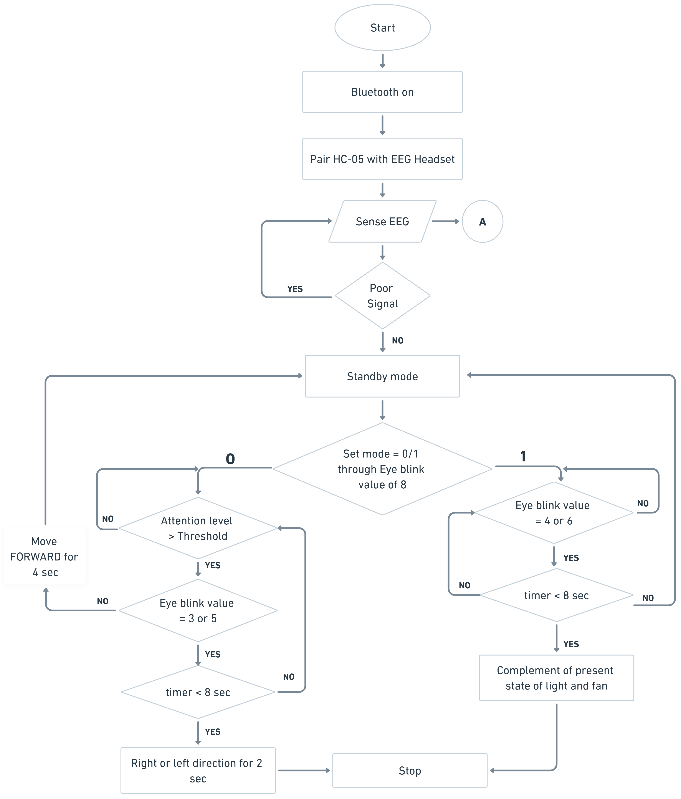 Start
Bluetooth on
Pair HC-05 with EEG Headset
Sense EEG
A
YES
Poor
Signal
NO
Standby mode
0
Set mode = 0/1
through Eye blink
value of 8
1
NO
Attention level
> Threshold
YES
Eye blink value
= 4 or 6
NO
YES
Move
FORWARD for
4 sec
NO
Eye blink value
= 3 or 5
YES
NO
timer < 8 sec
NO
YES
timer < 8 sec
NO
YES
Complement of present
state of light and fan
Right or left direction for 2
sec
Stop